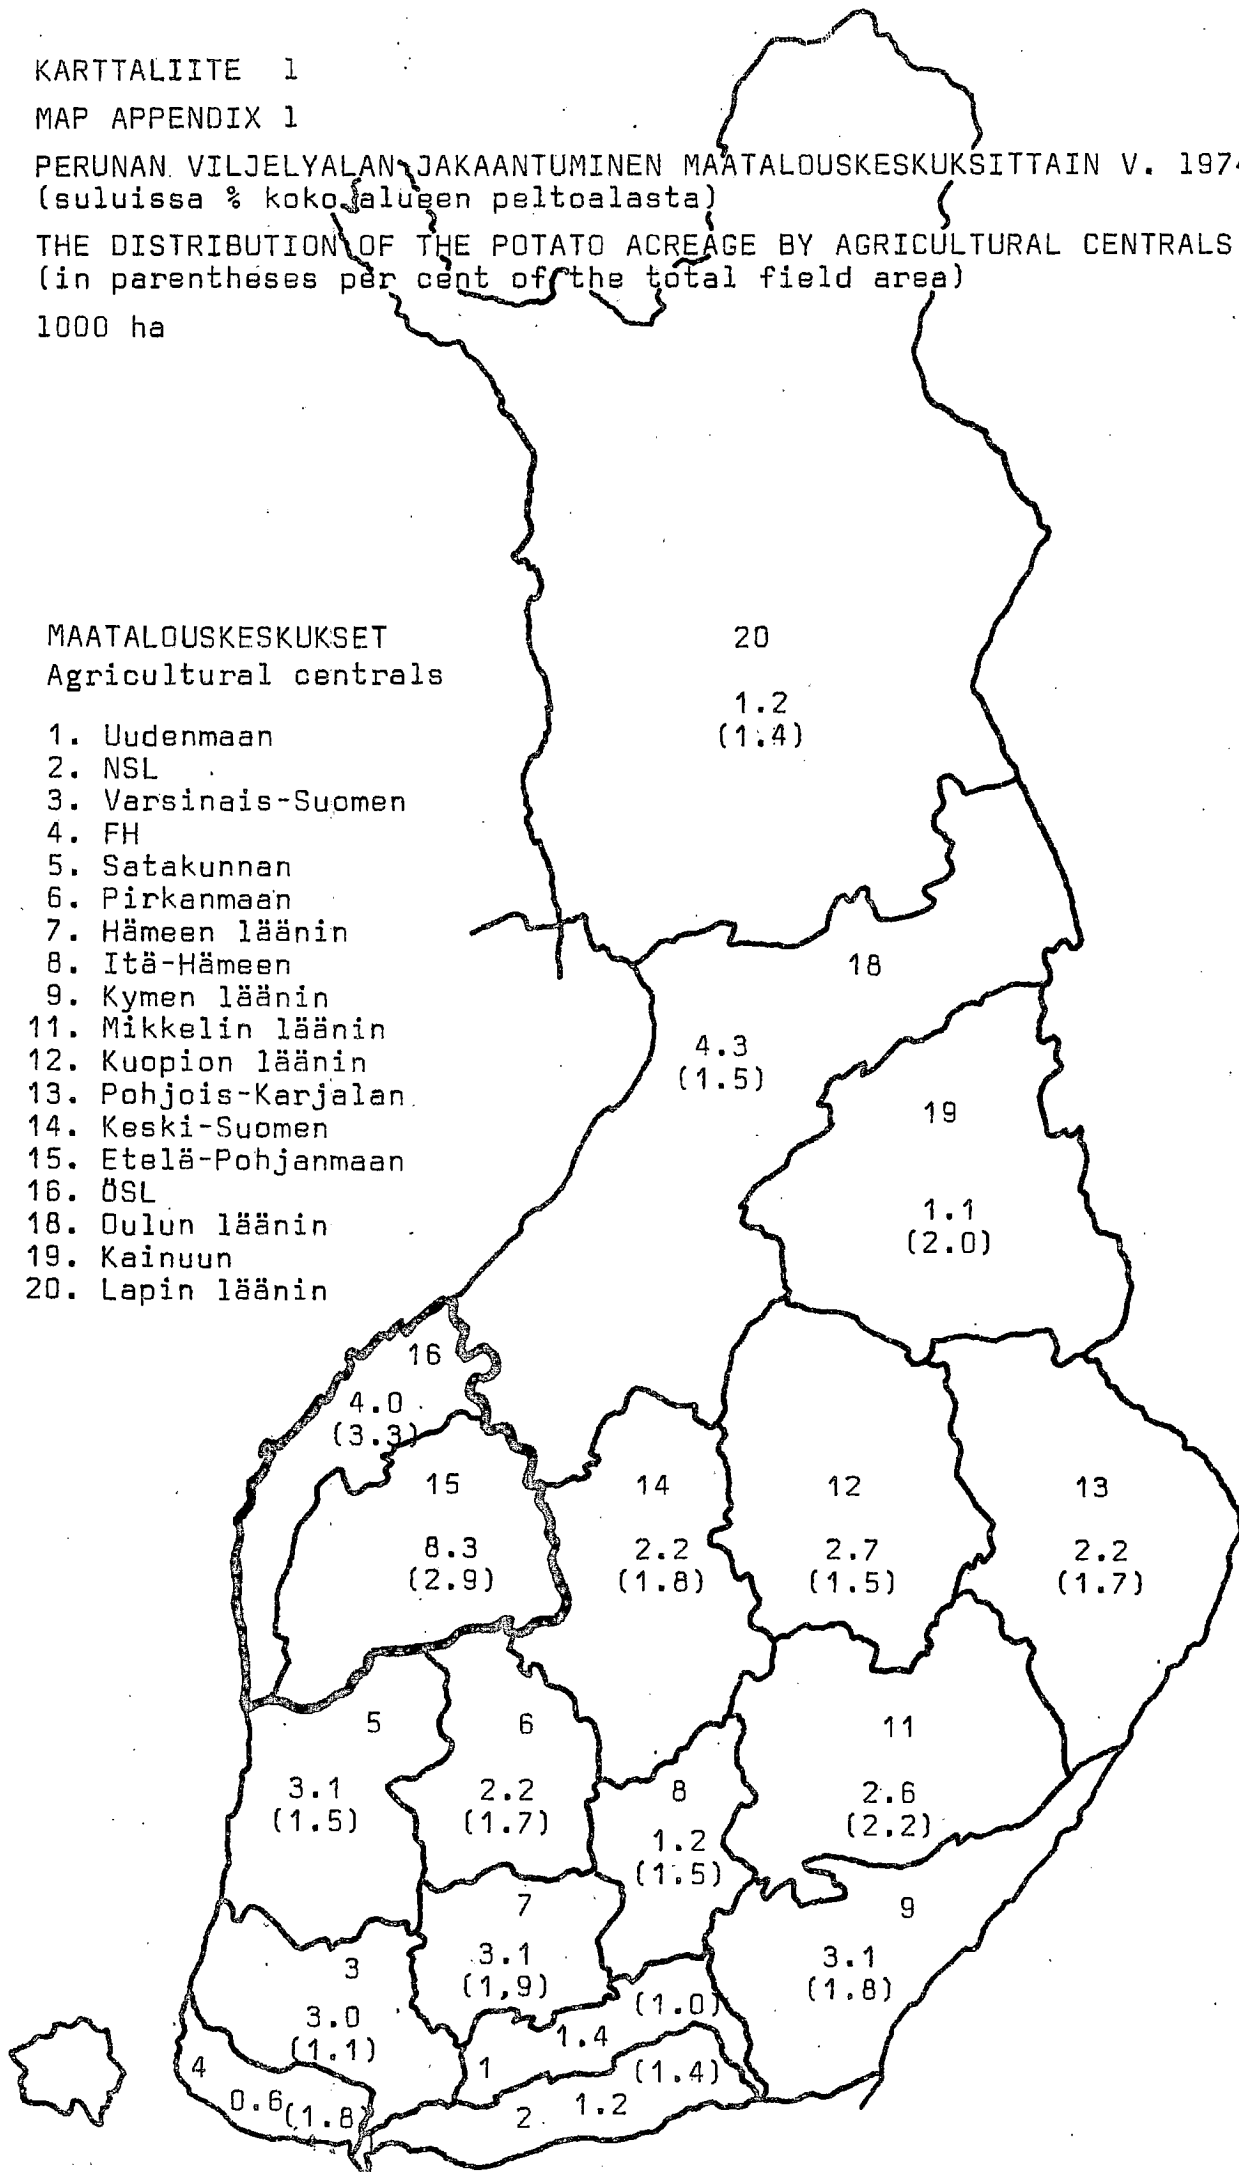 KARTTALIITE 1
MAP APPENDIX 1
PERUNAN VILJELYALAN JAKAANTUMINEN MAATALOUSKESKUKSITTAIN V. 1974
(suluissa % koko alueen peltoalasta)
THE DISTRIBUTION OF THE POTATO ACREAGE BY AGRICULTURAL CENTRALS
(in parentheses per cent of the total field area)
1000 ha
MAATALOUSKESKUKSET
Agricultural centrals
1. Uudenmaan
2. NSL
3. Varsinais-Suomen
4. FH
5. Satakunnan
6. Pirkanmaan
7. Hämeen läänin
8. Itä-Hämeen
9. Kymen läänin
11. Mikkelin läänin
12. Kuopion läänin
13. Pohjois-Karjalan
14. Keski-Suomen
15. Etelä-Pohjanmaan
16. ÖSL
18. Oulun läänin
19. Kainuun
20. Lapin läänin
20
1.2
(1.4)
18
4.3
(1.5)
19
1.1
(2.0)
16
4.0
(3.3)
15
8.3
(2.9)
14
2.2
(1.8)
12
2.7
(1.5)
13
2.2
(1.7)
5
3.1
(1.5)
6
2.2
(1.7)
8
1.2
(1.5)
11
2.6
(2.2)
7
3.1
(1,9)
9
3.1
(1.8)
3
3.0
(1.1)
(1.0)
1.4
1
4
0.6
(1.8)
(1.4)
2 1.2